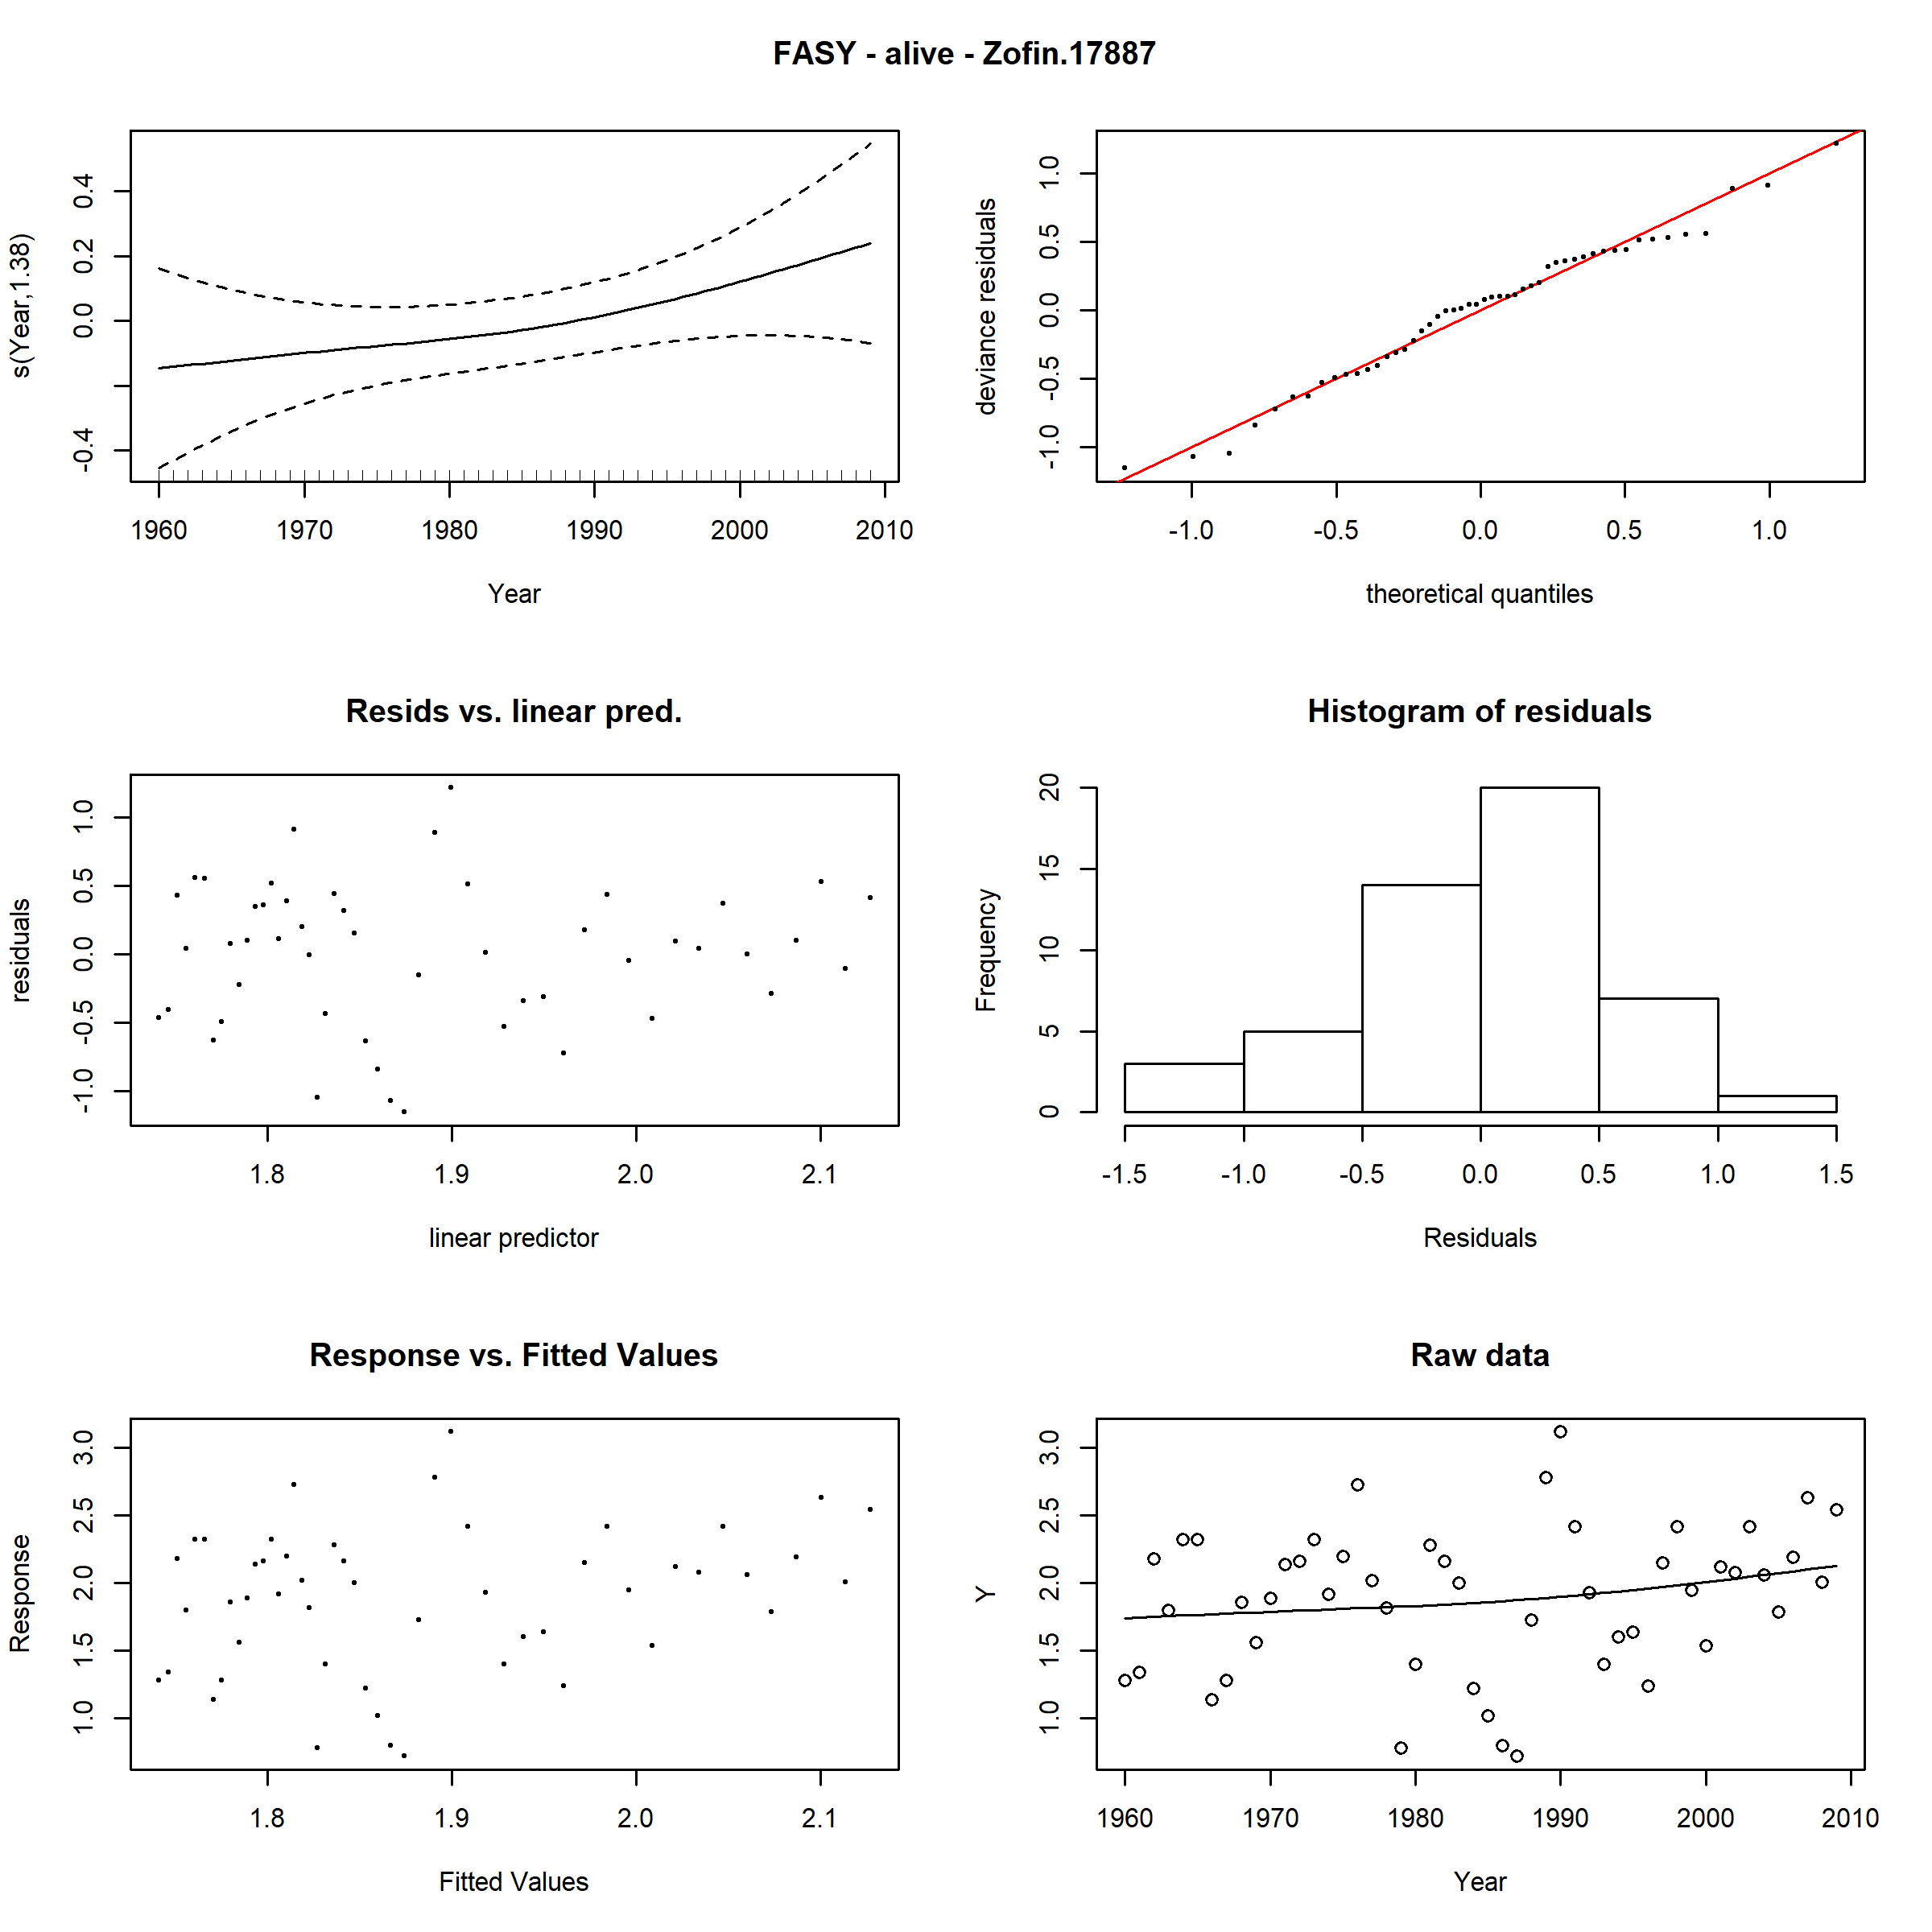 FASY - alive - Zofin.17887
s(Year,1.38)
-0.4 0.0 0.2 0.4
1960 1970 1980 1990 2000 2010
Year
deviance residuals
-1.0 -0.5 0.0 0.5 1.0
-1.0 -0.5 0.0 0.5 1.0
theoretical quantiles
Resids vs. linear pred.
residuals
-1.0 -0.5 0.0 0.5 1.0
1.8 1.9 2.0 2.1
linear predictor
Histogram of residuals
Frequency
0 5 10 15 20
-1.5 -1.0 -0.5 0.0 0.5 1.0 1.5
Residuals
Response vs. Fitted Values
Response
1.0 1.5 2.0 2.5 3.0
1.8 1.9 2.0 2.1
Fitted Values
Raw data
Y
1.0 1.5 2.0 2.5 3.0
1960 1970 1980 1990 2000 2010
Year